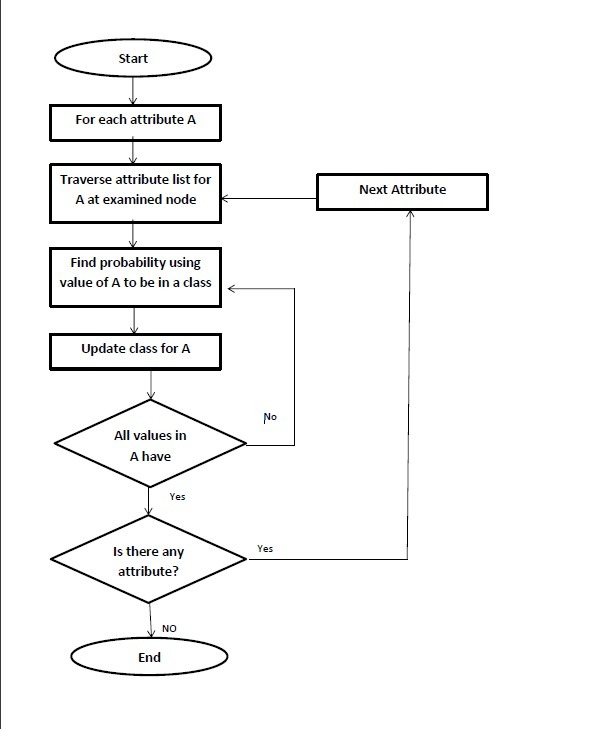 Start
For each attribute A
Traverse attribute list for
A at examined node
Next Attribute
Find probability using
value of A to be in a class
Update class for A
No
All values in
A have
Yes
Is there any
attribute?
Yes
NO
End